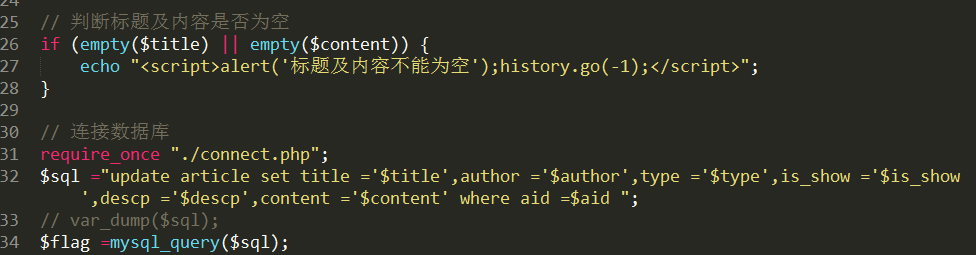 24
25 // 判断标题及内容是否为空
26 if (empty($title) || empty($content)) {
27     echo "<script>alert('标题及内容不能为空');history.go(-1);</script>";
28 }
29
30 // 连接数据库
31 require_once "./connect.php";
32 $sql ="update article set title ='$title',author ='$author',type ='$type',is_show ='$is_show
',descp ='$descp',content ='$content' where aid =$aid ";
33 // var_dump($sql);
34 $flag =mysql_query($sql);